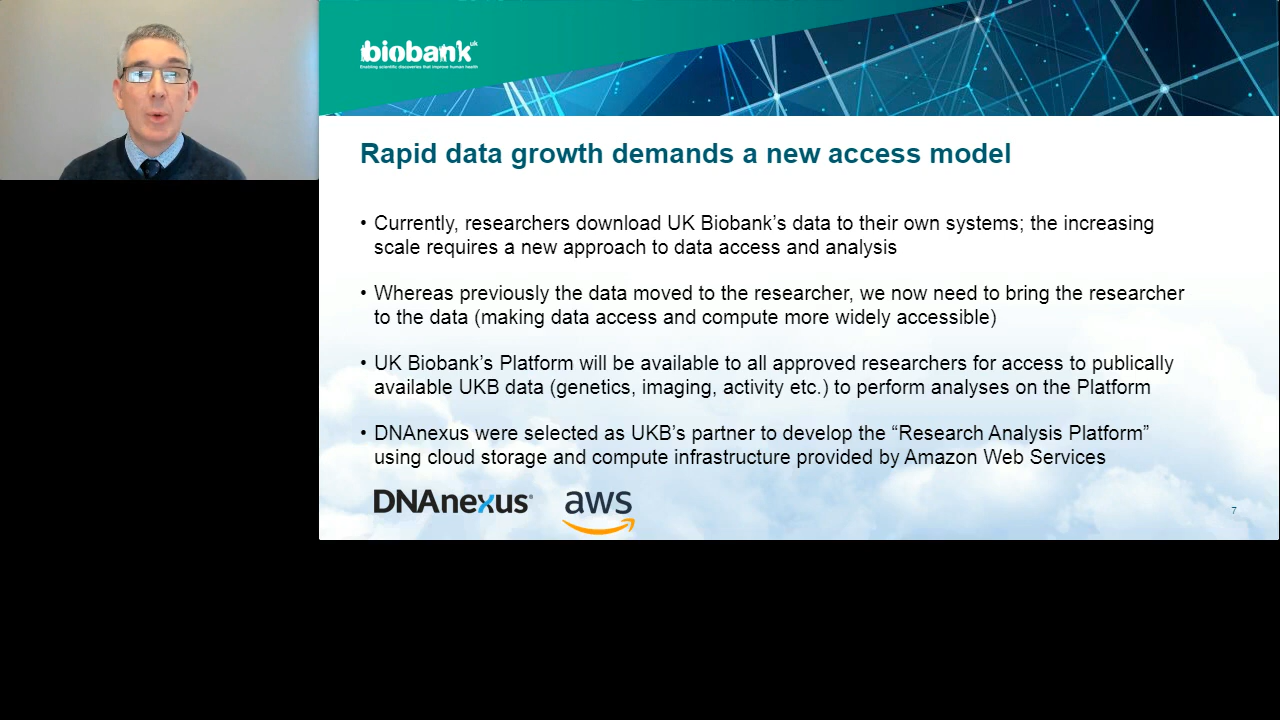 biobank uk
Enabling scientific discoveries that improve human health
Rapid data growth demands a new access model
• Currently, researchers download UK Biobank’s data to their own systems; the increasing
scale requires a new approach to data access and analysis
• Whereas previously the data moved to the researcher, we now need to bring the researcher
to the data (making data access and compute more widely accessible)
• UK Biobank’s Platform will be available to all approved researchers for access to publically
available UKB data (genetics, imaging, activity etc.) to perform analyses on the Platform
• DNAnexus were selected as UKB’s partner to develop the “Research Analysis Platform”
using cloud storage and compute infrastructure provided by Amazon Web Services
DNAnexus® aws
7